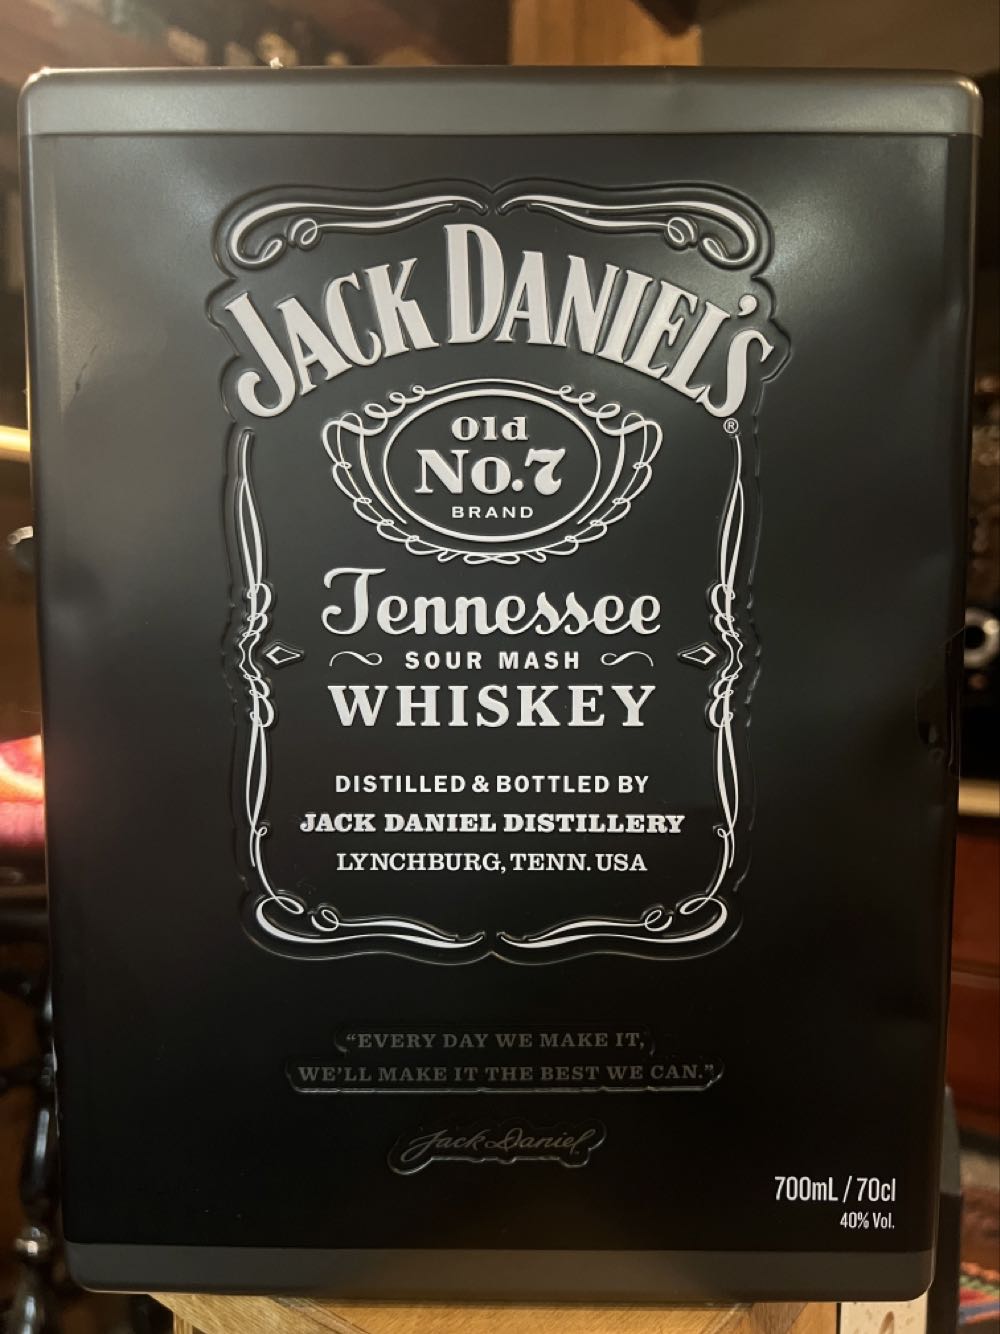 JACK DANIEL'S
®
Old
No.7
BRAND
Tennessee
SOUR MASH
WHISKEY
DISTILLED & BOTTLED BY
JACK DANIEL DISTILLERY
LYNCHBURG, TENN. USA
“EVERY DAY WE MAKE IT,
WE'LL MAKE IT THE BEST WE CAN.”
Jack Daniel
700mL / 70cl
40% Vol.